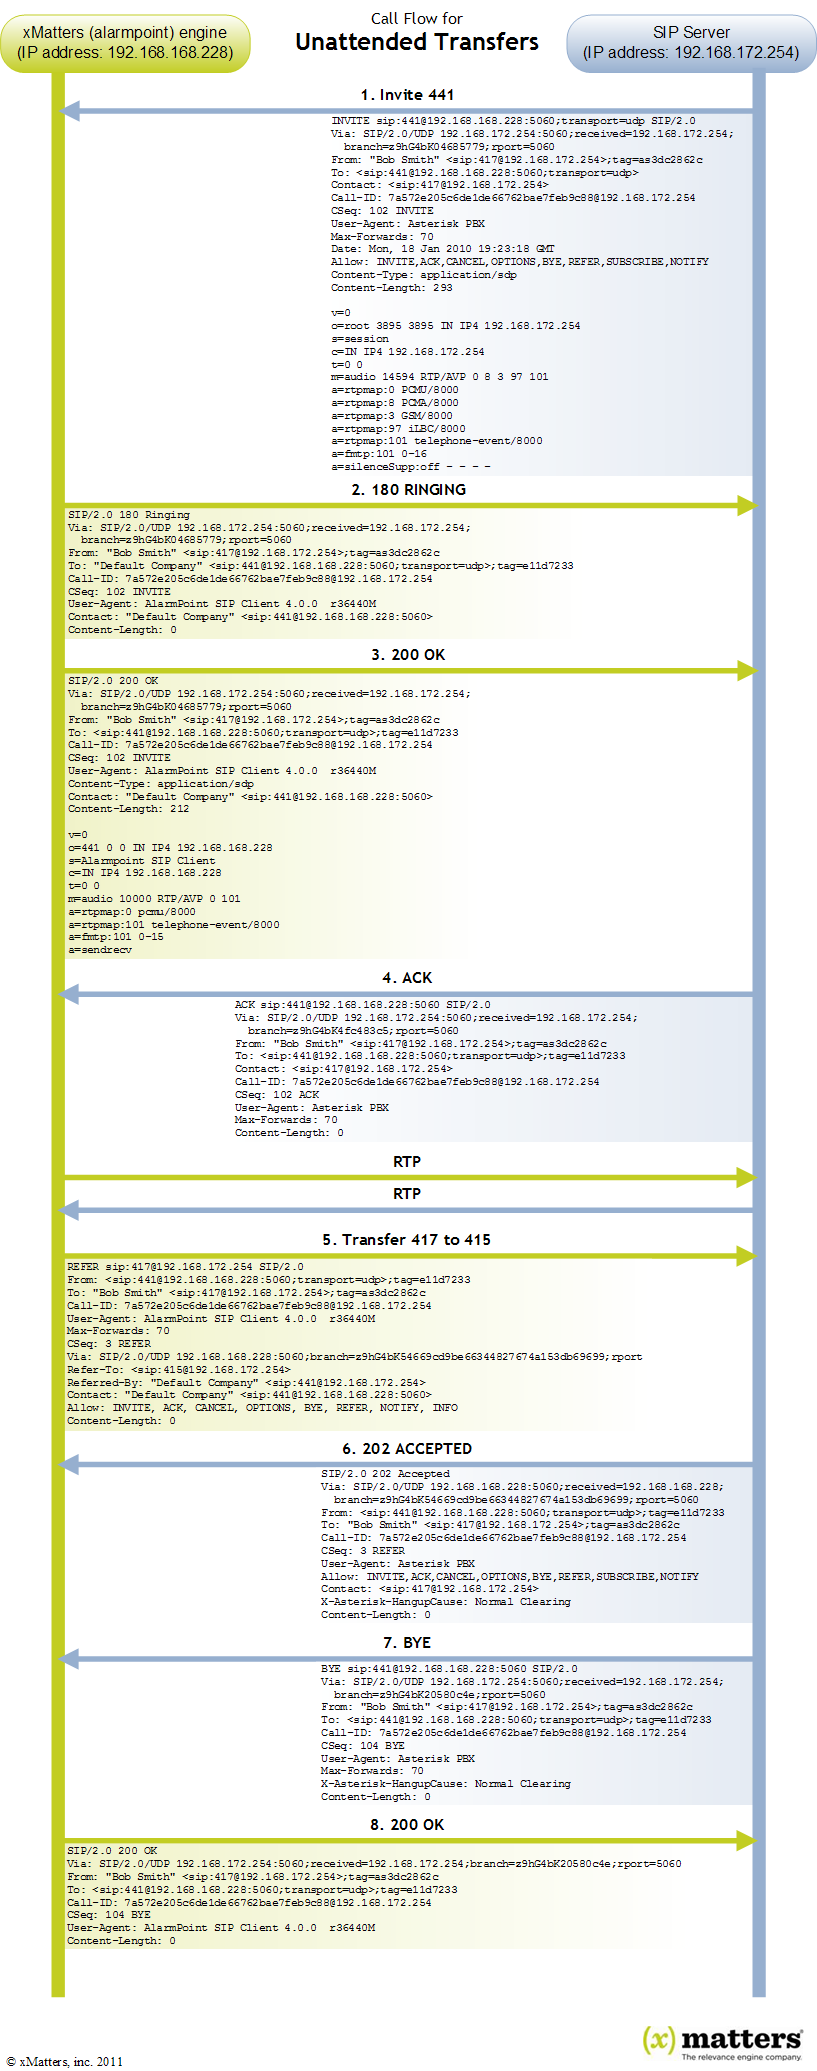 xMatters (alarmpoint) engine
(IP address: 192.168.168.228)
Call Flow for
Unattended Transfers
SIP Server
(IP address: 192.168.172.254)
1. Invite 441
INVITE sip:441@192.168.168.228:5060;transport=udp SIP/2.0
Via: SIP/2.0/UDP 192.168.172.254:5060;received=192.168.172.254;
branch=z9hG4bK04685779;rport=5060
From: "Bob Smith" <sip:417@192.168.172.254>;tag=as3dc2862c
To: <sip:441@192.168.168.228:5060;transport=udp>
Contact: <sip:417@192.168.172.254>
Call-ID: 7a572e205c6de1de66762bae7feb9c88@192.168.172.254
CSeq: 102 INVITE
User-Agent: Asterisk PBX
Max-Forwards: 70
Date: Mon, 18 Jan 2010 19:23:18 GMT
Allow: INVITE,ACK,CANCEL,OPTIONS,BYE,REFER,SUBSCRIBE,NOTIFY
Content-Type: application/sdp
Content-Length: 293
v=0
o=root 3895 3895 IN IP4 192.168.172.254
s=session
c=IN IP4 192.168.172.254
t=0 0
m=audio 14594 RTP/AVP 0 8 3 97 101
a=rtpmap:0 PCMU/8000
a=rtpmap:8 PCMA/8000
a=rtpmap:3 GSM/8000
a=rtpmap:97 iLBC/8000
a=rtpmap:101 telephone-event/8000
a=fmtp:101 0-16
a=silenceSupp:off - - - -
2. 180 RINGING
SIP/2.0 180 Ringing
Via: SIP/2.0/UDP 192.168.172.254:5060;received=192.168.172.254;
branch=z9hG4bK04685779;rport=5060
From: "Bob Smith" <sip:417@192.168.172.254>;tag=as3dc2862c
To: "Default Company" <sip:441@192.168.168.228:5060;transport=udp>;tag=e11d7233
Call-ID: 7a572e205c6de1de66762bae7feb9c88@192.168.172.254
CSeq: 102 INVITE
User-Agent: AlarmPoint SIP Client 4.0.0  r36440M
Contact: "Default Company" <sip:441@192.168.168.228:5060>
Content-Length: 0
3. 200 OK
SIP/2.0 200 OK
Via: SIP/2.0/UDP 192.168.172.254:5060;received=192.168.172.254;
branch=z9hG4bK04685779;rport=5060
From: "Bob Smith" <sip:417@192.168.172.254>;tag=as3dc2862c
To: <sip:441@192.168.168.228:5060;transport=udp>;tag=e11d7233
Call-ID: 7a572e205c6de1de66762bae7feb9c88@192.168.172.254
CSeq: 102 INVITE
User-Agent: AlarmPoint SIP Client 4.0.0  r36440M
Content-Type: application/sdp
Contact: "Default Company" <sip:441@192.168.168.228:5060>
Content-Length: 212
v=0
o=441 0 0 IN IP4 192.168.168.228
s=Alarmpoint SIP Client
c=IN IP4 192.168.168.228
t=0 0
m=audio 10000 RTP/AVP 0 101
a=rtpmap:0 pcmu/8000
a=rtpmap:101 telephone-event/8000
a=fmtp:101 0-15
a=sendrecv
4. ACK
ACK sip:441@192.168.168.228:5060 SIP/2.0
Via: SIP/2.0/UDP 192.168.172.254:5060;received=192.168.172.254;
branch=z9hG4bK4fc483c5;rport=5060
From: "Bob Smith" <sip:417@192.168.172.254>;tag=as3dc2862c
To: <sip:441@192.168.168.228:5060;transport=udp>;tag=e11d7233
Contact: <sip:417@192.168.172.254>
Call-ID: 7a572e205c6de1de66762bae7feb9c88@192.168.172.254
CSeq: 102 ACK
User-Agent: Asterisk PBX
Max-Forwards: 70
Content-Length: 0
RTP
RTP
5. Transfer 417 to 415
REFER sip:417@192.168.172.254 SIP/2.0
From: <sip:441@192.168.168.228:5060;transport=udp>;tag=e11d7233
To: "Bob Smith" <sip:417@192.168.172.254>;tag=as3dc2862c
Call-ID: 7a572e205c6de1de66762bae7feb9c88@192.168.172.254
User-Agent: AlarmPoint SIP Client 4.0.0  r36440M
Max-Forwards: 70
CSeq: 3 REFER
Via: SIP/2.0/UDP 192.168.168.228:5060;branch=z9hG4bK54669cd9be66344827674a153db69699;rport
Refer-To: <sip:415@192.168.172.254>
Referred-By: "Default Company" <sip:441@192.168.172.254>
Contact: "Default Company" <sip:441@192.168.168.228:5060>
Allow: INVITE, ACK, CANCEL, OPTIONS, BYE, REFER, NOTIFY, INFO
Content-Length: 0
6. 202 ACCEPTED
SIP/2.0 202 Accepted
Via: SIP/2.0/UDP 192.168.168.228:5060;received=192.168.168.228;
branch=z9hG4bK54669cd9be66344827674a153db69699;rport=5060
From: <sip:441@192.168.168.228:5060;transport=udp>;tag=e11d7233
To: "Bob Smith" <sip:417@192.168.172.254>;tag=as3dc2862c
Call-ID: 7a572e205c6de1de66762bae7feb9c88@192.168.172.254
CSeq: 3 REFER
User-Agent: Asterisk PBX
Allow: INVITE,ACK,CANCEL,OPTIONS,BYE,REFER,SUBSCRIBE,NOTIFY
Contact: <sip:417@192.168.172.254>
X-Asterisk-HangupCause: Normal Clearing
Content-Length: 0
7. BYE
BYE sip:441@192.168.168.228:5060 SIP/2.0
Via: SIP/2.0/UDP 192.168.172.254:5060;received=192.168.172.254;
branch=z9hG4bK20580c4e;rport=5060
From: "Bob Smith" <sip:417@192.168.172.254>;tag=as3dc2862c
To: <sip:441@192.168.168.228:5060;transport=udp>;tag=e11d7233
Call-ID: 7a572e205c6de1de66762bae7feb9c88@192.168.172.254
CSeq: 104 BYE
User-Agent: Asterisk PBX
Max-Forwards: 70
X-Asterisk-HangupCause: Normal Clearing
Content-Length: 0
8. 200 OK
SIP/2.0 200 OK
Via: SIP/2.0/UDP 192.168.172.254:5060;received=192.168.172.254;branch=z9hG4bK20580c4e;rport=5060
From: "Bob Smith" <sip:417@192.168.172.254>;tag=as3dc2862c
To: <sip:441@192.168.168.228:5060;transport=udp>;tag=e11d7233
Call-ID: 7a572e205c6de1de66762bae7feb9c88@192.168.172.254
CSeq: 104 BYE
User-Agent: AlarmPoint SIP Client 4.0.0  r36440M
Content-Length: 0
(x) matters
The relevance engine company.
© xMatters, inc. 2011